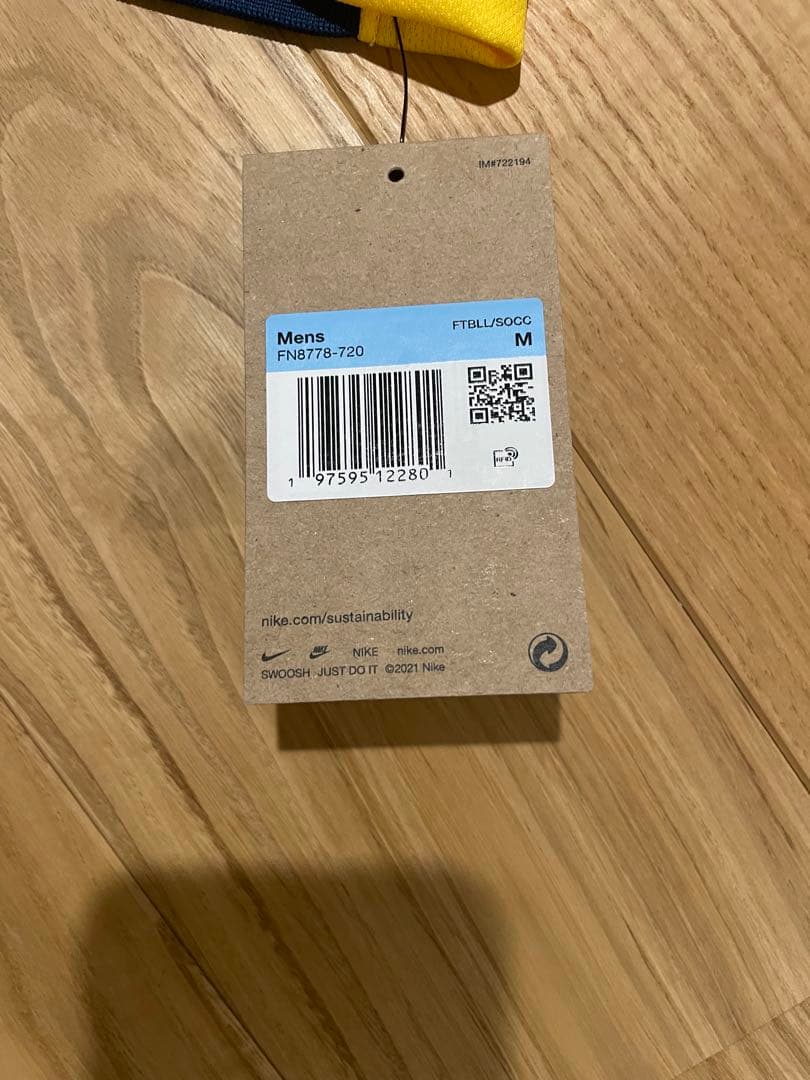 IM#722194
Mens FTBLL/SOCC
FN8778-720 M
1 97595 12280 1
RFID
nike.com/sustainability
NIKE nike.com
SWOOSH JUST DO IT ©2021 Nike